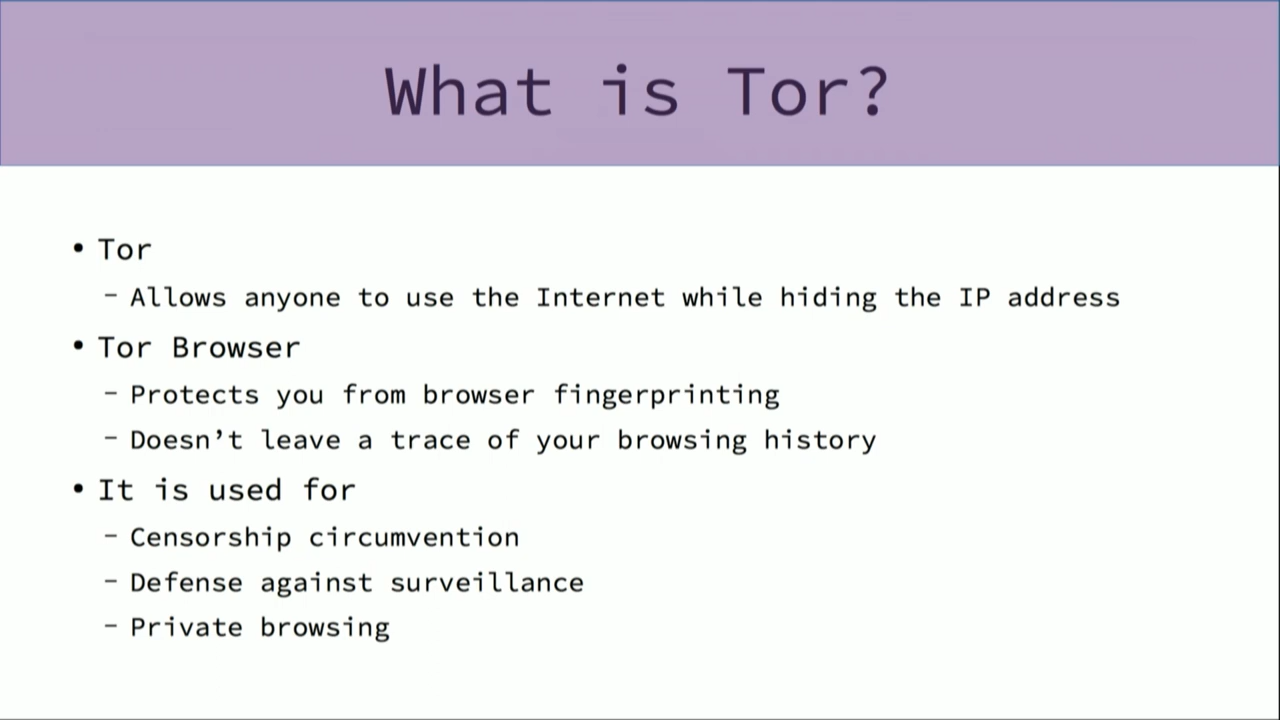 What is Tor?
• Tor
– Allows anyone to use the Internet while hiding the IP address
• Tor Browser
– Protects you from browser fingerprinting
– Doesn’t leave a trace of your browsing history
• It is used for
– Censorship circumvention
– Defense against surveillance
– Private browsing